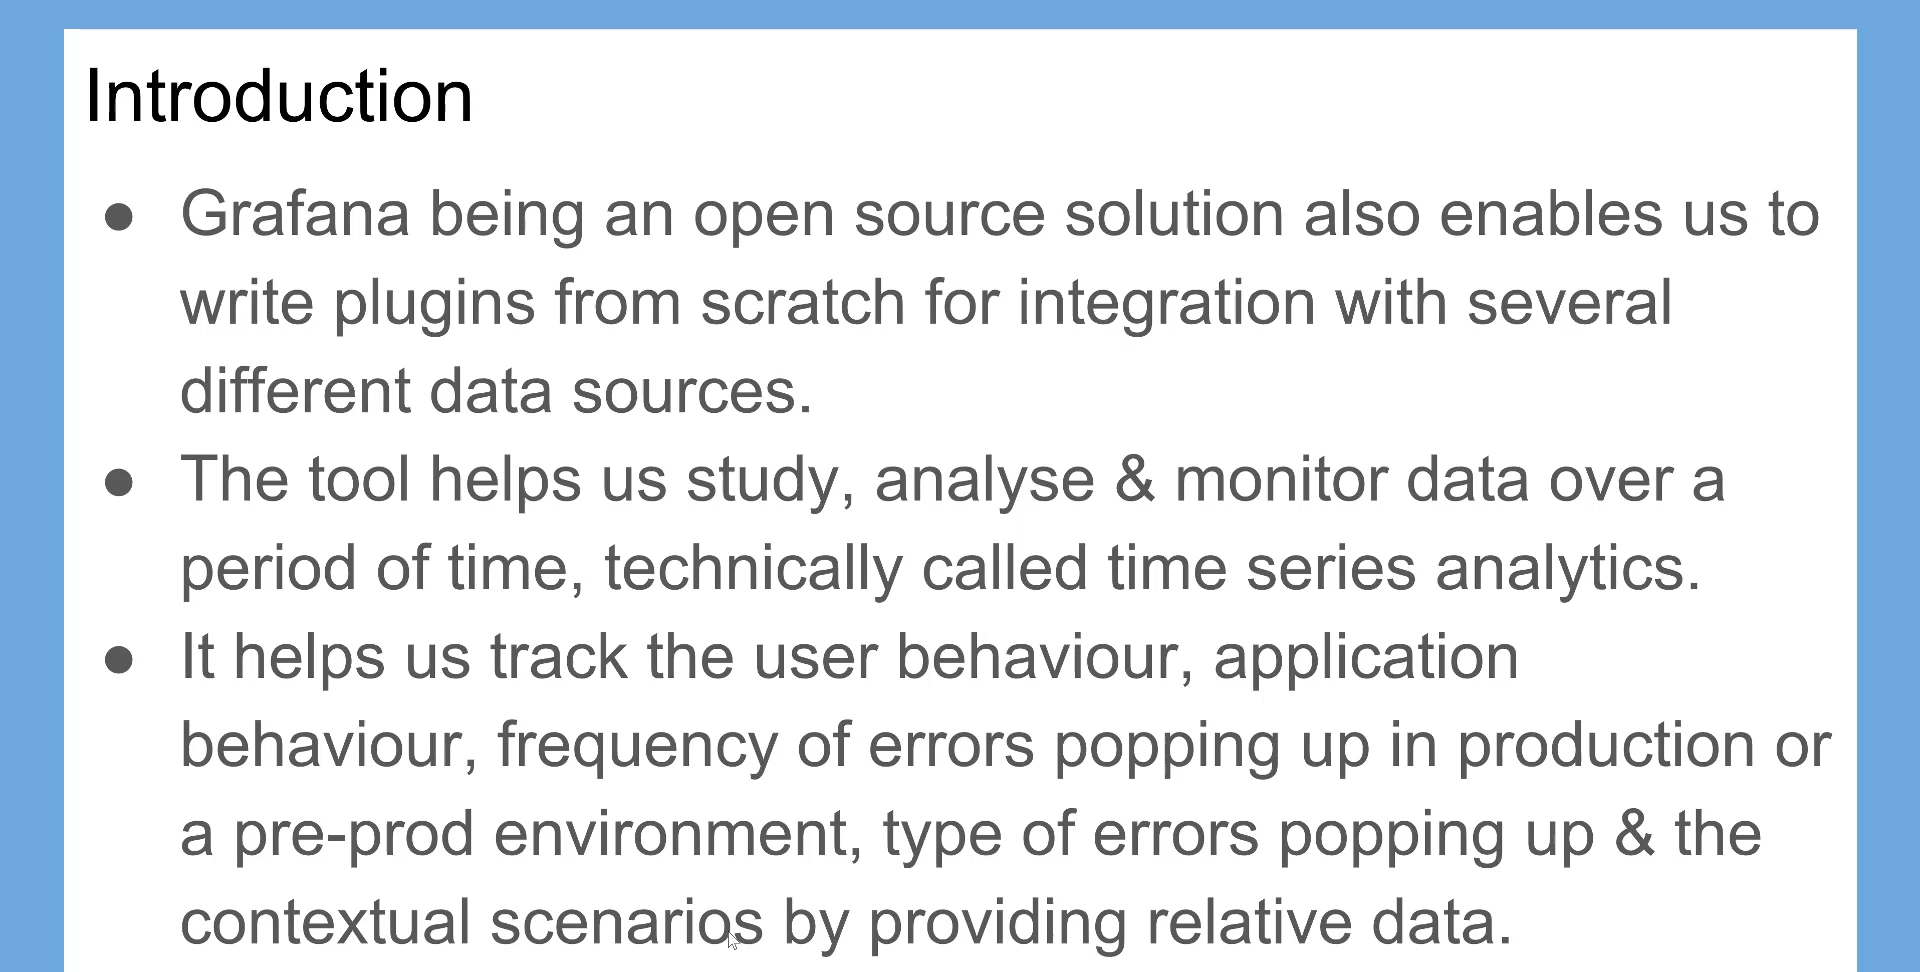 Introduction
● Grafana being an open source solution also enables us to
write plugins from scratch for integration with several
different data sources.
● The tool helps us study, analyse & monitor data over a
period of time, technically called time series analytics.
● It helps us track the user behaviour, application
behaviour, frequency of errors popping up in production or
a pre-prod environment, type of errors popping up & the
contextual scenarios by providing relative data.